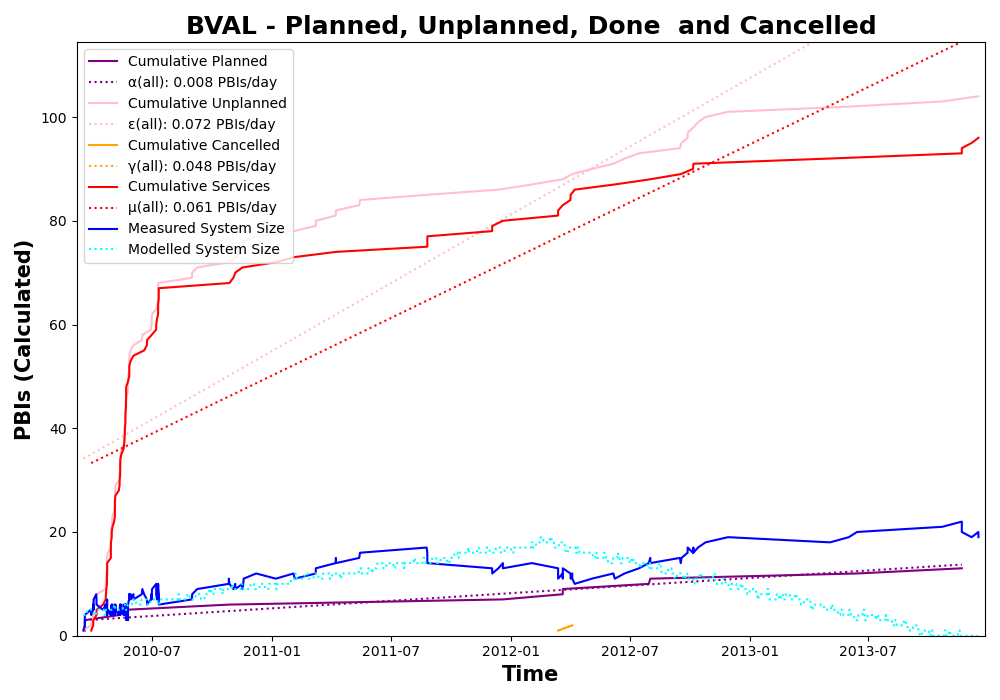 BVAL - Planned, Unplanned, Done  and Cancelled
Cumulative Planned
α(all): 0.008 PBIs/day
Cumulative Unplanned
ε(all): 0.072 PBIs/day
Cumulative Cancelled
γ(all): 0.048 PBIs/day
Cumulative Services
μ(all): 0.061 PBIs/day
Measured System Size
Modelled System Size
PBIs (Calculated)
100
80
60
40
20
0
2010-07 2011-01 2011-07 2012-01 2012-07 2013-01 2013-07
Time